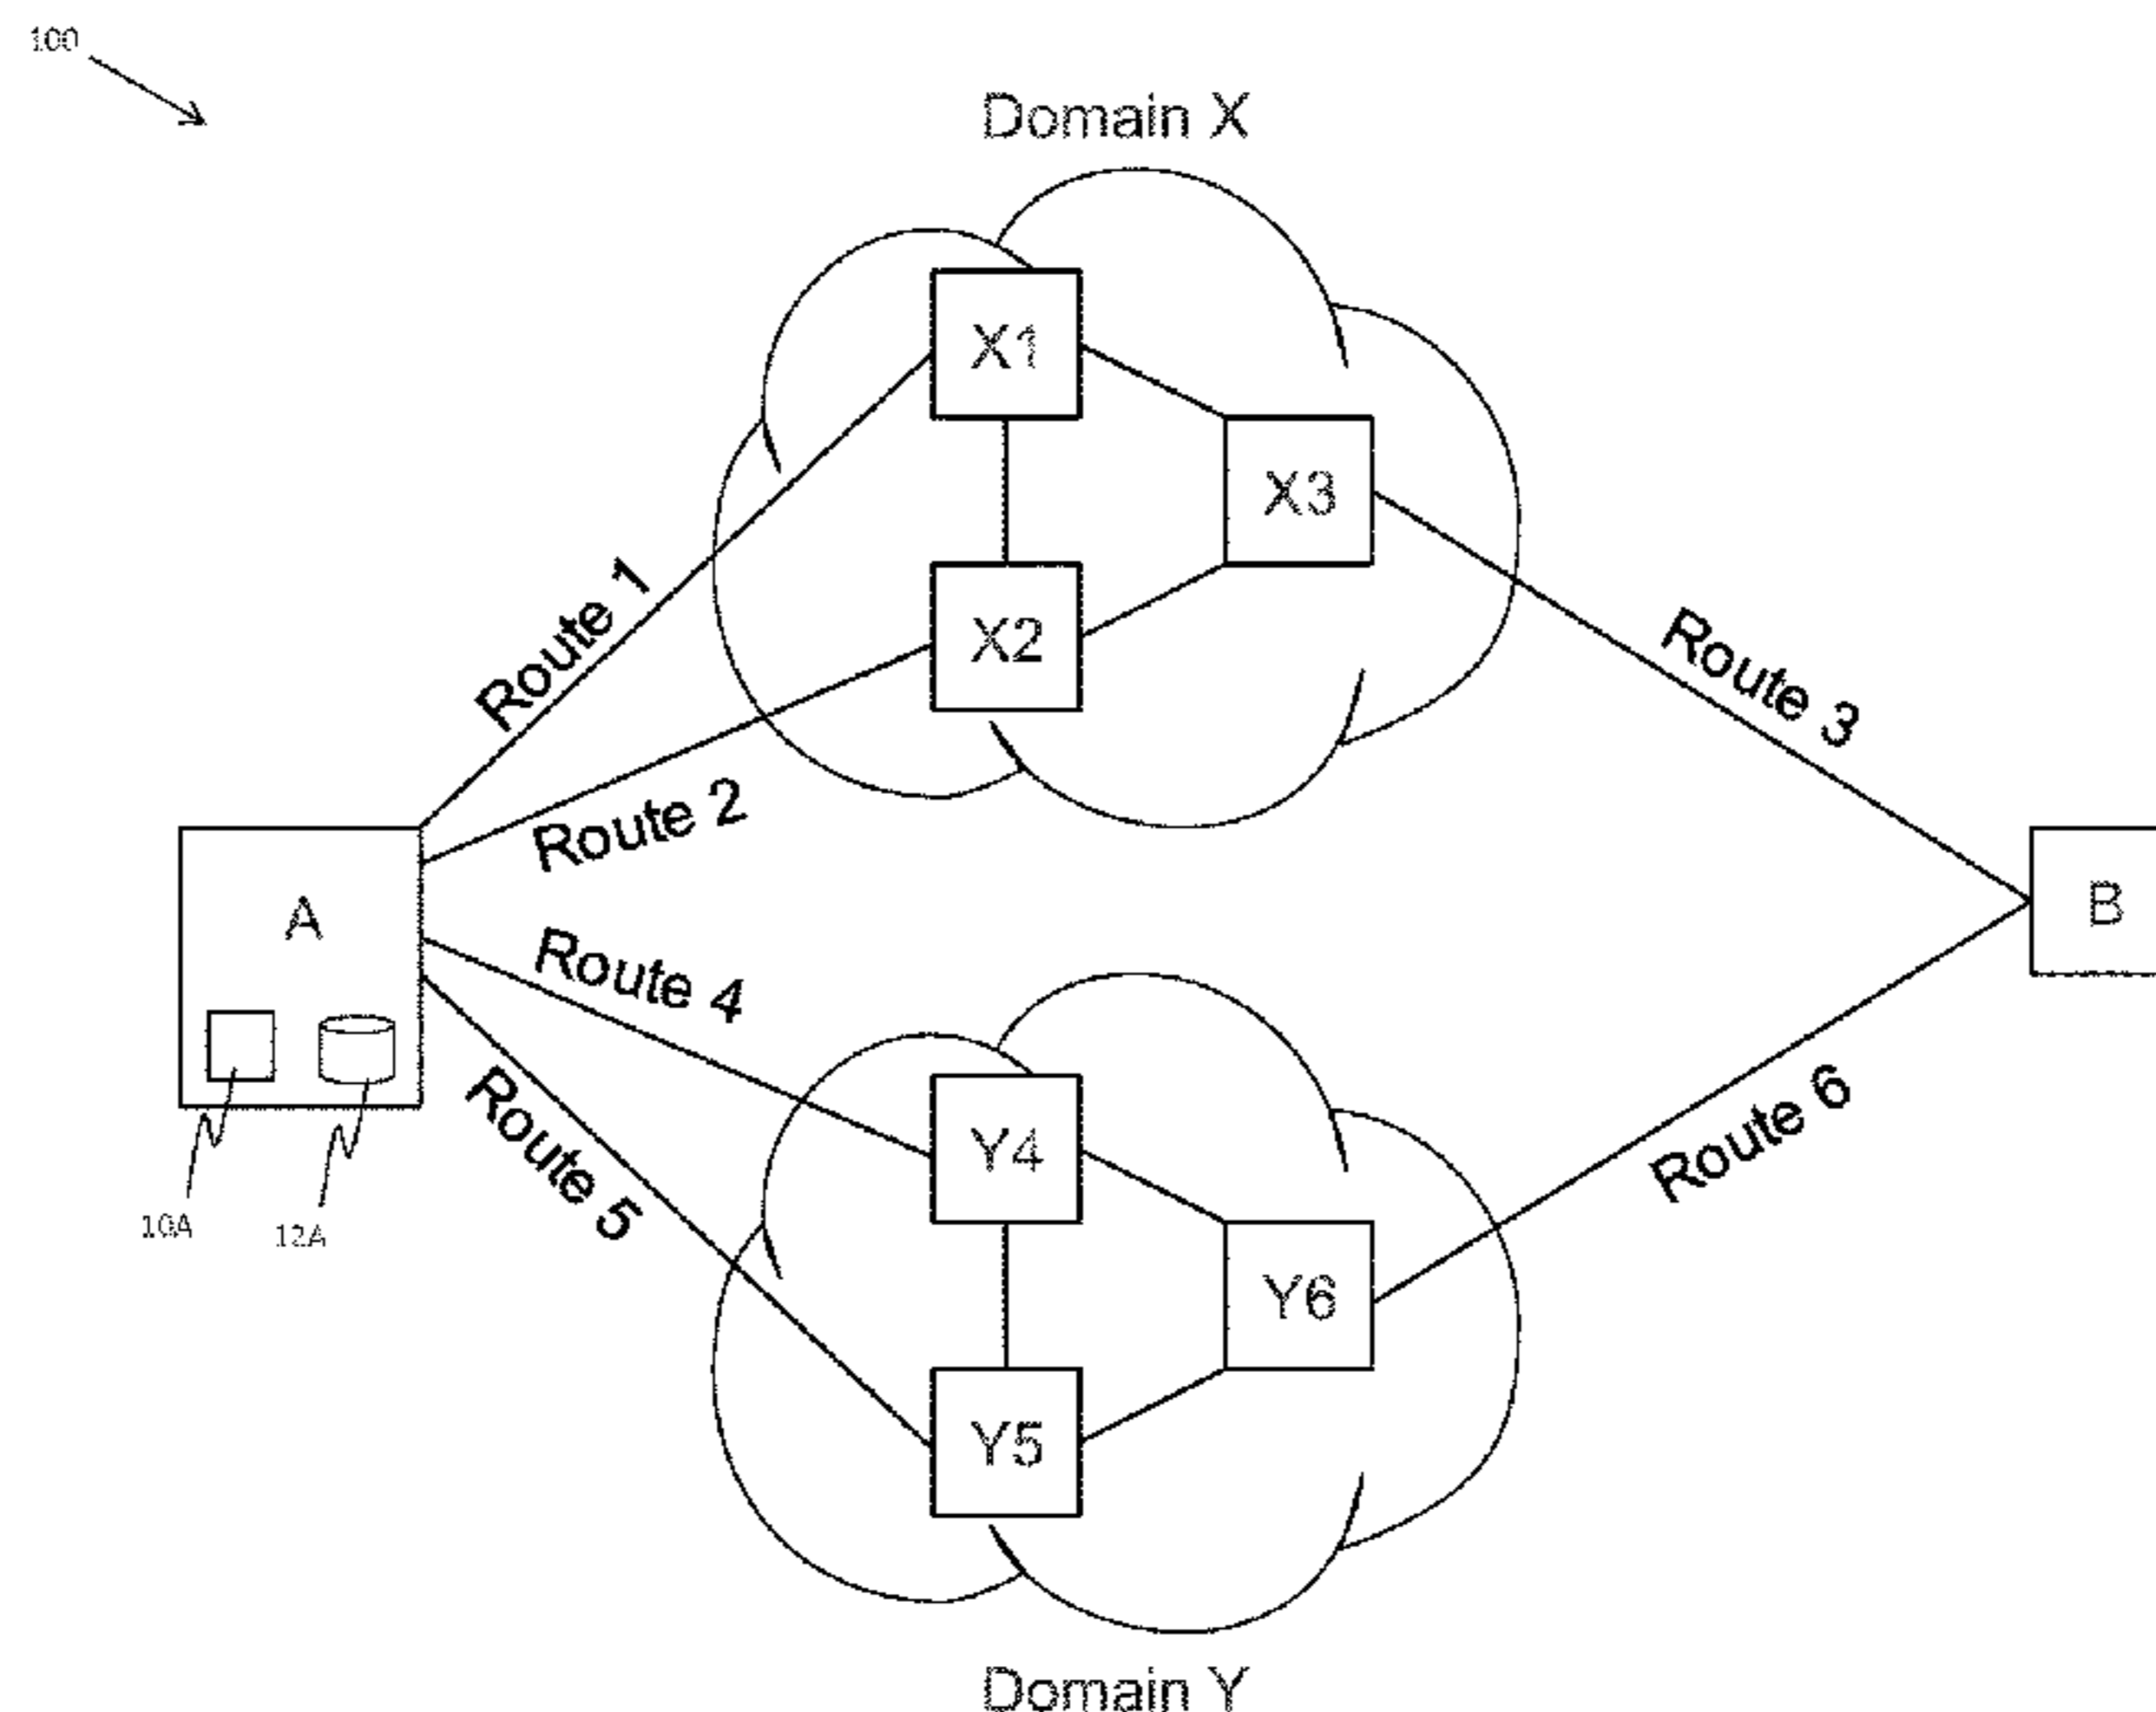 100
Domain X
X1
X3
Route 1
X2
Route 3
Route 2
A
B
Route 4
Route 5
Y4
Route 6
10A
12A
Y6
Y5
Domain Y